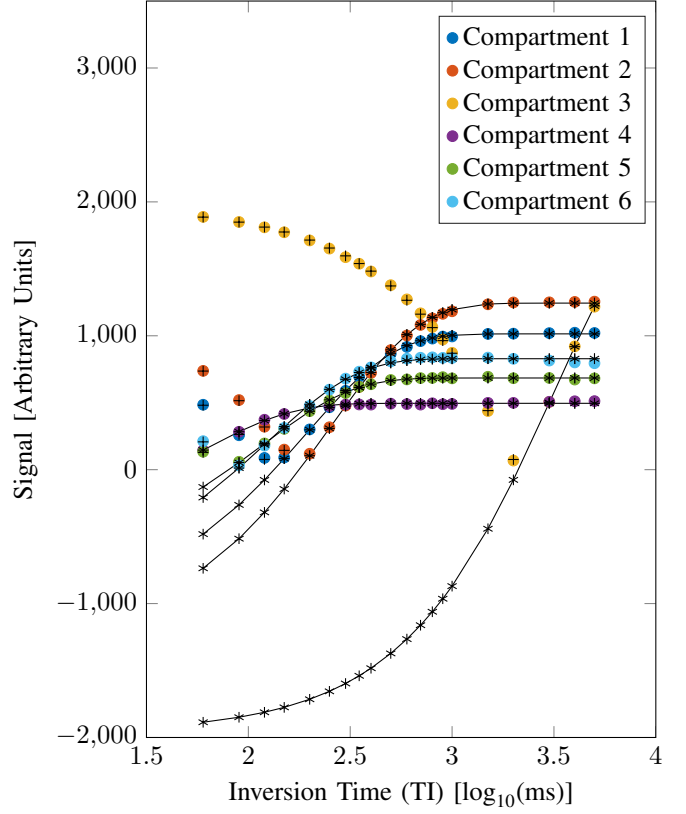 Compartment 1
Compartment 2
Compartment 3
Compartment 4
Compartment 5
Compartment 6
3,000
2,000
1,000
0
−1,000
−2,000
Signal [Arbitrary Units]
1.5 2 2.5 3 3.5 4
Inversion Time (TI) [log10(ms)]